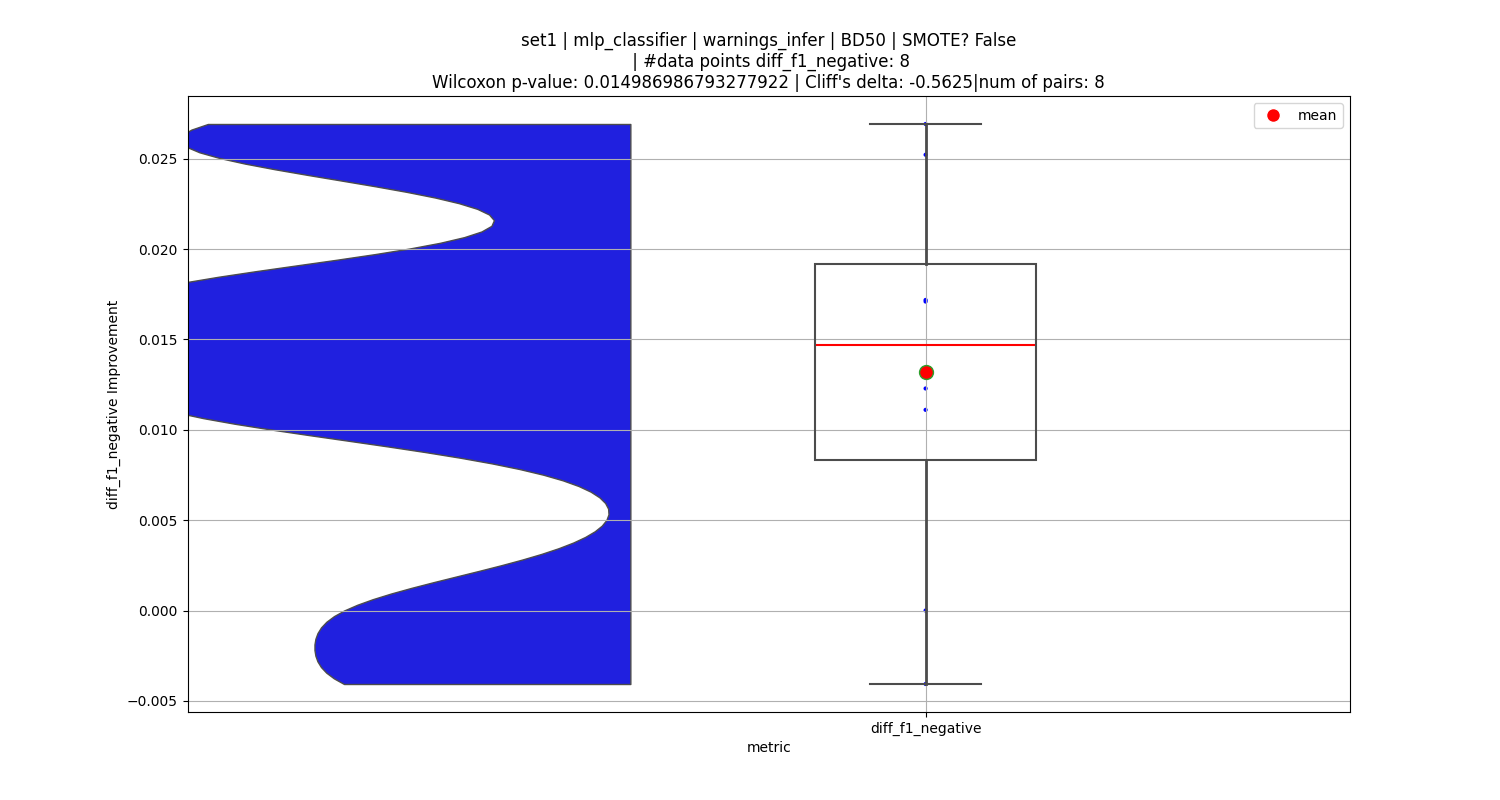 set1 | mlp_classifier | warnings_infer | BD50 | SMOTE? False
| #data points diff_f1_negative: 8
Wilcoxon p-value: 0.014986986793277922 | Cliff's delta: -0.5625|num of pairs: 8
mean
0.025
0.020
0.015
0.010
0.005
0.000
−0.005
diff_f1_negative Improvement
diff_f1_negative
metric